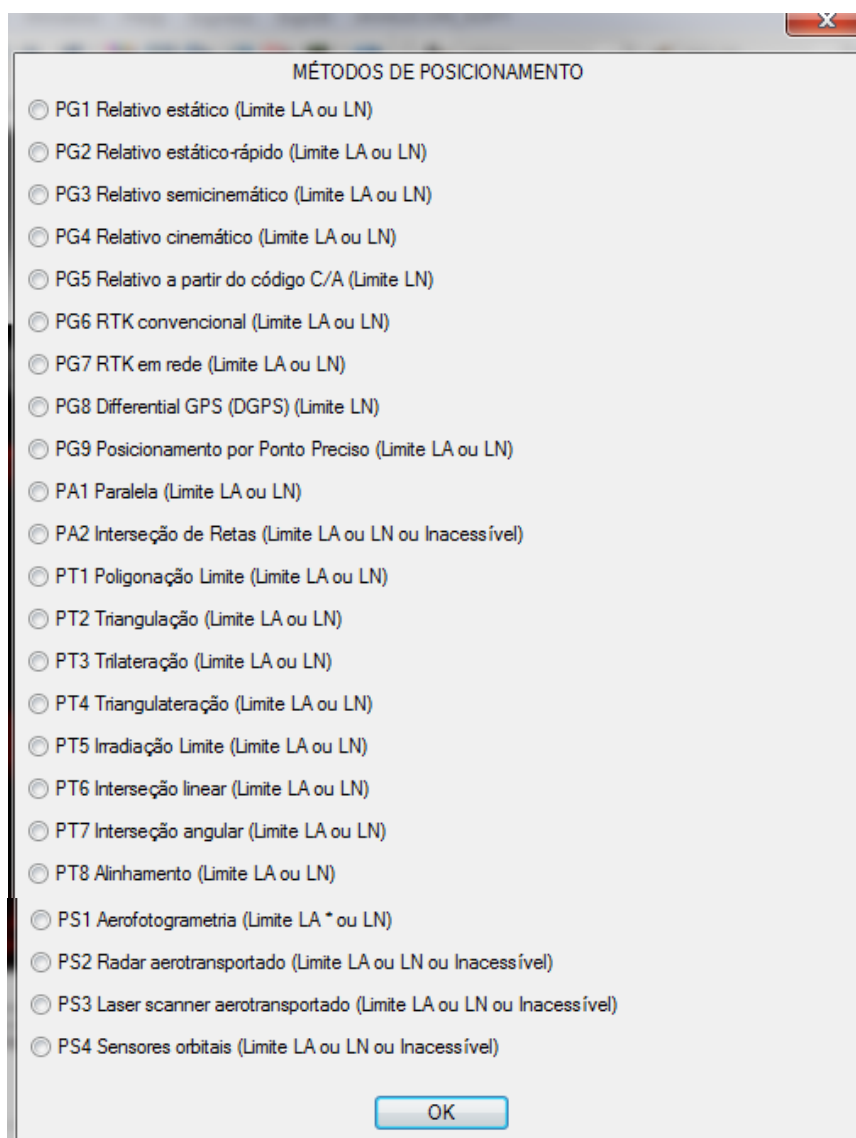 MÉTODOS DE POSICIONAMENTO
PG1 Relativo estático (Limite LA ou LN)
PG2 Relativo estático-rápido (Limite LA ou LN)
PG3 Relativo semicinemático (Limite LA ou LN)
PG4 Relativo cinemático (Limite LA ou LN)
PG5 Relativo a partir do código C/A (Limite LN)
PG6 RTK convencional (Limite LA ou LN)
PG7 RTK em rede (Limite LA ou LN)
PG8 Differential GPS (DGPS) (Limite LN)
PG9 Posicionamento por Ponto Preciso (Limite LA ou LN)
PA1 Paralela (Limite LA ou LN)
PA2 Interseção de Retas (Limite LA ou LN ou Inacessível)
PT1 Poligonação Limite (Limite LA ou LN)
PT2 Triangulação (Limite LA ou LN)
PT3 Trilateração (Limite LA ou LN)
PT4 Triangulateração (Limite LA ou LN)
PT5 Irradiação Limite (Limite LA ou LN)
PT6 Interseção linear (Limite LA ou LN)
PT7 Interseção angular (Limite LA ou LN)
PT8 Alinhamento (Limite LA ou LN)
PS1 Aerofotogrametria (Limite LA * ou LN)
PS2 Radar aerotransportado (Limite LA ou LN ou Inacessível)
PS3 Laser scanner aerotransportado (Limite LA ou LN ou Inacessível)
PS4 Sensores orbitais (Limite LA ou LN ou Inacessível)
OK